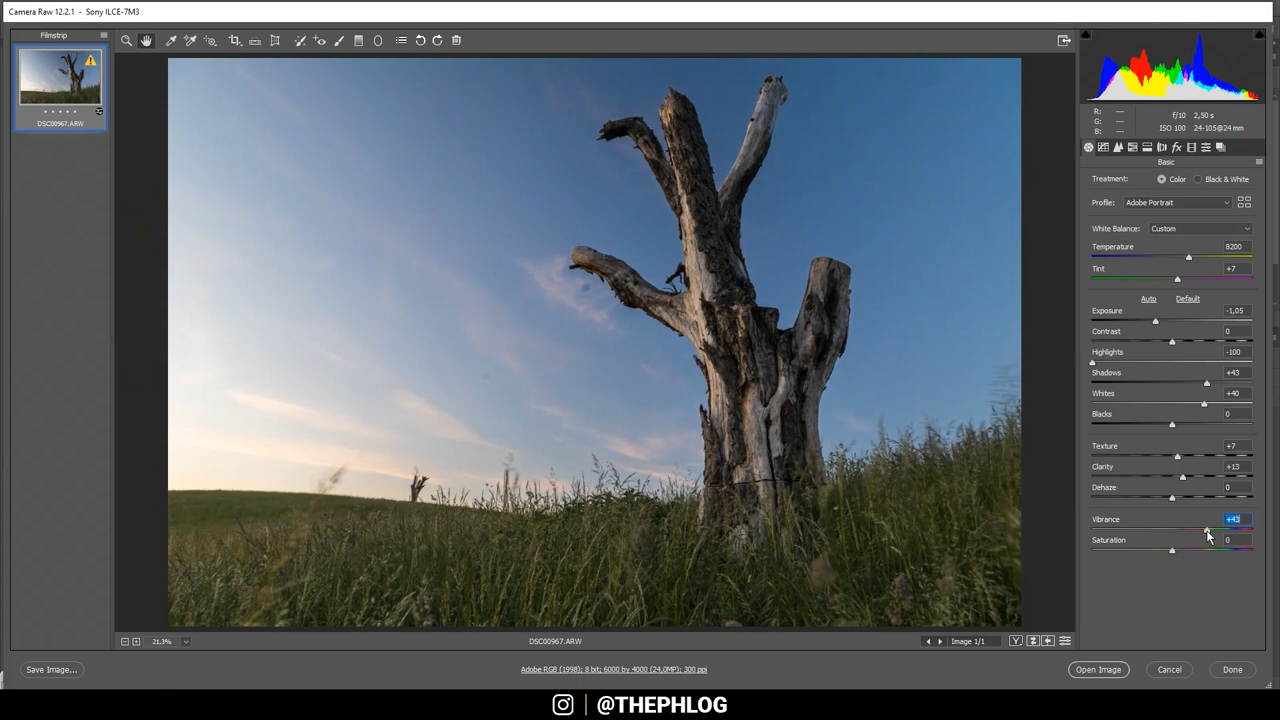 Camera Raw 12.2.1 - Sony ILCE-7M3
Filmstrip
DSC00967.ARW
R: ---
G: ---
B: ---
f/10 2,50 s
ISO 100 24-105@24 mm
fx
Basic
Treatment: Color Black & White
Profile: Adobe Portrait
White Balance: Custom
Temperature 8200
Tint +7
Auto Default
Exposure -1,05
Contrast 0
Highlights -100
Shadows +43
Whites +40
Blacks 0
Texture +7
Clarity +13
Dehaze 0
Vibrance +43
Saturation 0
21,3%
DSC00967.ARW
Image 1/1
Y
Save Image...
Adobe RGB (1998); 8 bit; 6000 by 4000 (24,0MP); 300 ppi
Open Image
Cancel
Done
@THEPHLOG